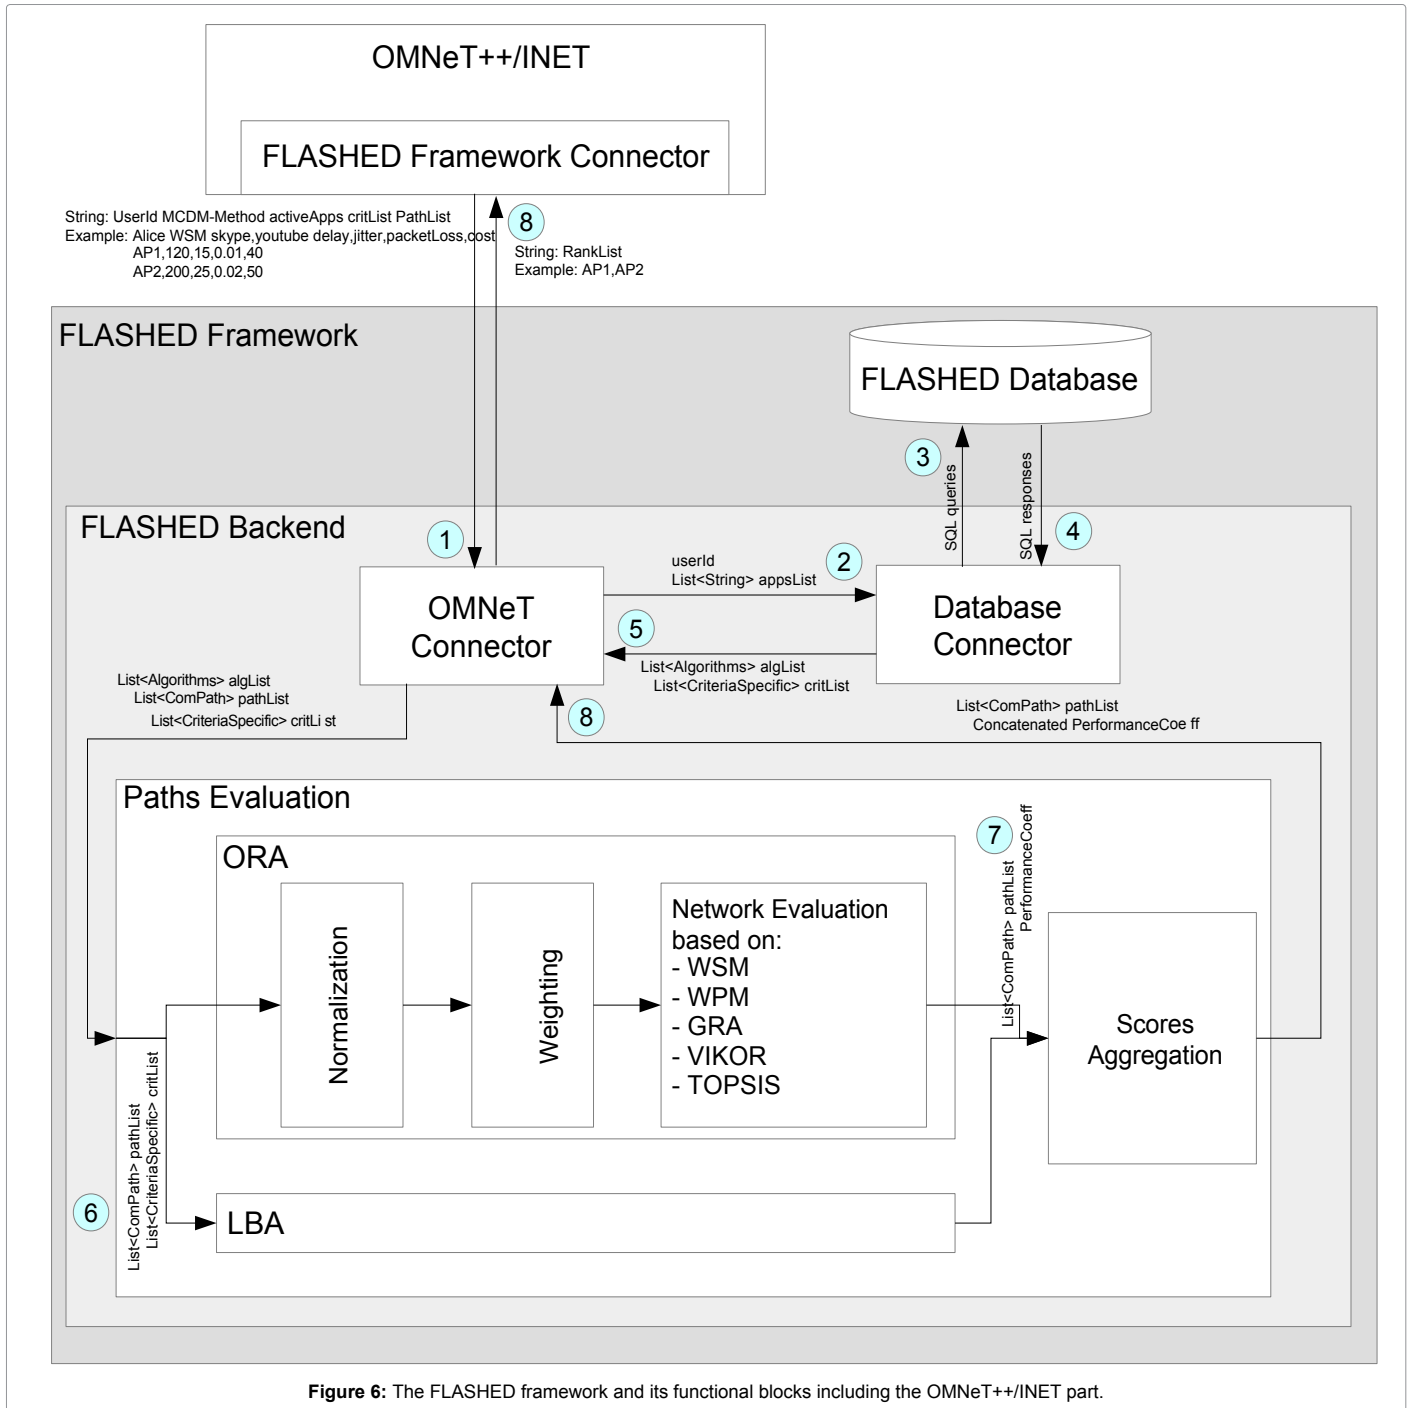 OMNeT++/INET
FLASHED Framework Connector
String: UserId MCDM-Method activeApps critList PathList
Example: Alice WSM skype,youtube delay,jitter,packetLoss,cost
AP1,120,15,0.01,40
AP2,200,25,0.02,50
8
String: RankList
Example: AP1,AP2
FLASHED Framework
FLASHED Database
3
SQL queries
SQL responses
4
FLASHED Backend
1
userId
List<String> appsList
2
OMNeT
Connector
Database
Connector
5
List<Algorithms> algList
List<CriteriaSpecific> critList
List<Algorithms> algList
List<ComPath> pathList
List<CriteriaSpecific> critLi st
8
List<ComPath> pathList
Concatenated PerformanceCoe ff
Paths Evaluation
ORA
Normalization
Weighting
Network Evaluation
based on:
- WSM
- WPM
- GRA
- VIKOR
- TOPSIS
7
List<ComPath> pathList
PerformanceCoeff
Scores
Aggregation
6
List<ComPath> pathList
List<CriteriaSpecific> critList
LBA
Figure 6: The FLASHED framework and its functional blocks including the OMNeT++/INET part.